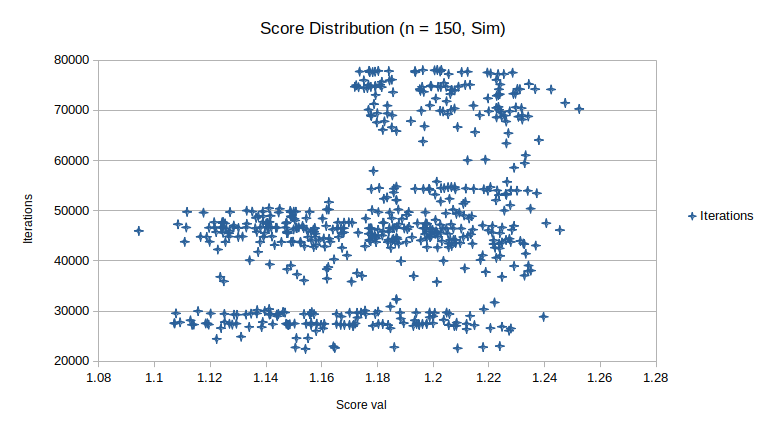 Score Distribution (n = 150, Sim)
80000
70000
60000
50000
40000
30000
20000
1.08 1.1 1.12 1.14 1.16 1.18 1.2 1.22 1.24 1.26 1.28
Iterations
Score val
Iterations